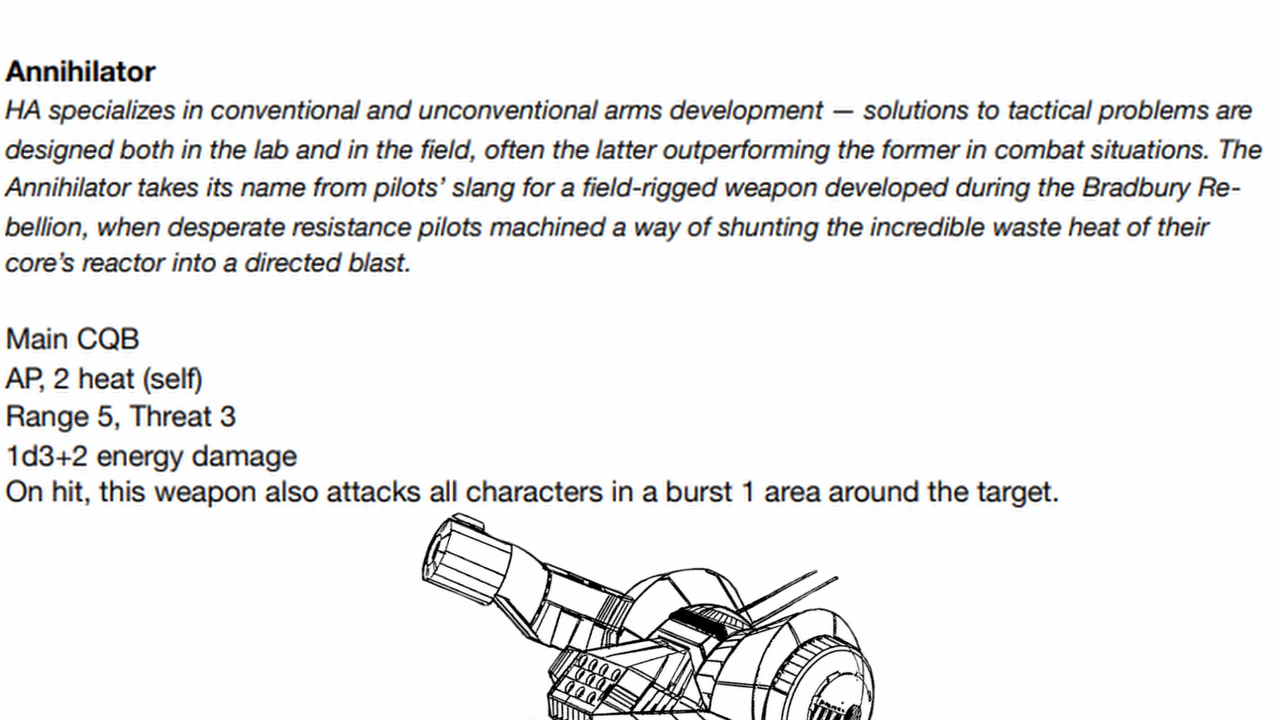 Annihilator
HA specializes in conventional and unconventional arms development — solutions to tactical problems are
designed both in the lab and in the field, often the latter outperforming the former in combat situations. The
Annihilator takes its name from pilots’ slang for a field-rigged weapon developed during the Bradbury Re-
bellion, when desperate resistance pilots machined a way of shunting the incredible waste heat of their
core’s reactor into a directed blast.
Main CQB
AP, 2 heat (self)
Range 5, Threat 3
1d3+2 energy damage
On hit, this weapon also attacks all characters in a burst 1 area around the target.